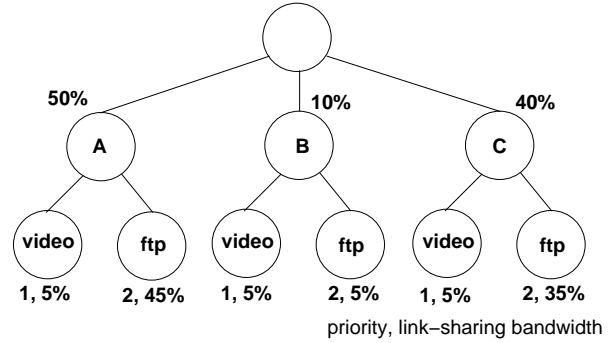 50% 10% 40%
A B C
video ftp video ftp video ftp
1, 5% 2, 45% 1, 5% 2, 5% 1, 5% 2, 35%
priority, link−sharing bandwidth